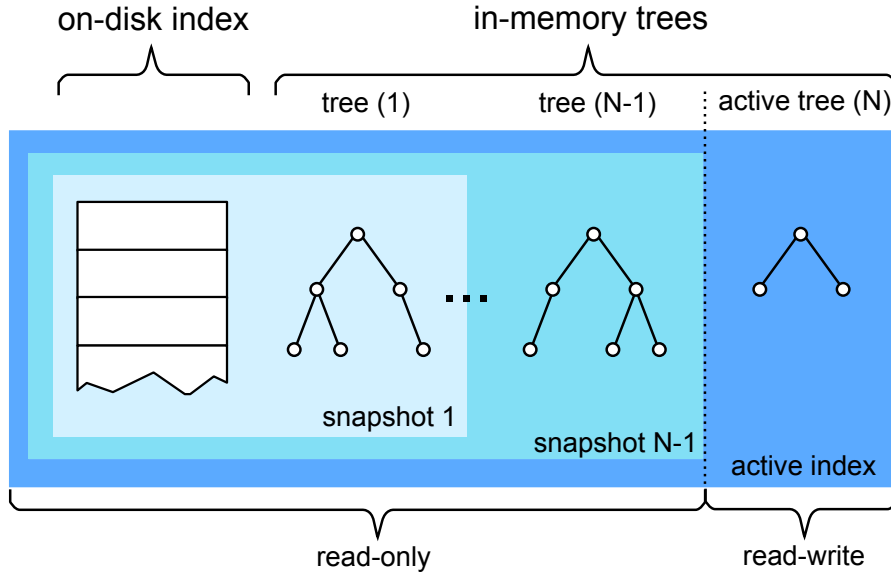 on-disk index
in-memory trees
tree (1)
tree (N-1)
active tree (N)
snapshot 1
snapshot N-1
active index
read-only
read-write